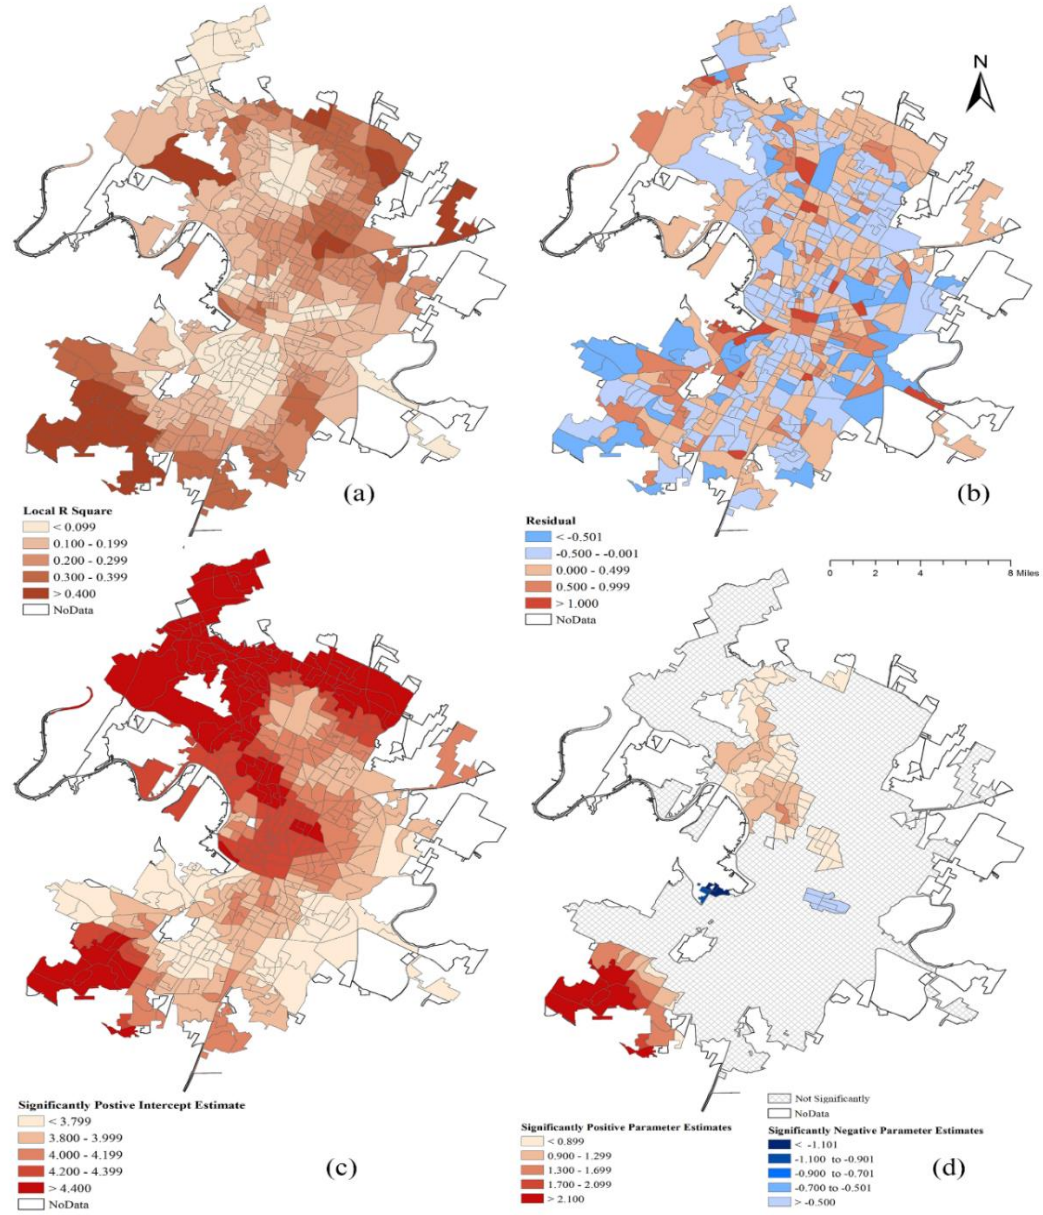 N
(a)
(b)
Local R Square
< 0.099
0.100 - 0.199
0.200 - 0.299
0.300 - 0.399
> 0.400
NoData
Residual
< -0.501
-0.500 - -0.001
0.000 - 0.499
0.500 - 0.999
> 1.000
NoData
0 2 4 8 Miles
Significantly Postive Intercept Estimate
< 3.799
3.800 - 3.999
4.000 - 4.199
4.200 - 4.399
> 4.400
NoData
(c)
Not Significantly
NoData
Significantly Positive Parameter Estimates
< 0.899
0.900 - 1.299
1.300 - 1.699
1.700 - 2.099
> 2.100
Significantly Negative Parameter Estimates
< -1.101
-1.100 to -0.901
-0.900 to -0.701
-0.700 to -0.501
> -0.500
(d)